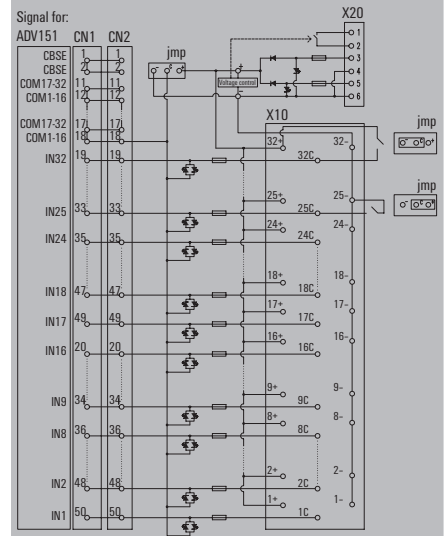 Signal for:
ADV151 CN1 CN2
X20
CBSE 1 1
CBSE 2 2
COM17-32 11 11
COM1-16 12 12
COM17-32 17 17
COM1-16 18 18
IN32 19 19
IN25 33 33
IN24 35 35
IN18 47 47
IN17 49 49
IN16 20 20
IN9 34 34
IN8 36 36
IN2 48 48
IN1 50 50
jmp
- C +
+
Voltage control
-
1
2
3
4
5
6
X10
32+ 32-
32C
25+ 25-
25C
24+ 24-
24C
18+ 18-
18C
17+ 17-
17C
16+ 16-
16C
9+ 9-
9C
8+ 8-
8C
2+ 2-
2C
1+ 1-
1C
jmp
- C +
jmp
- C +